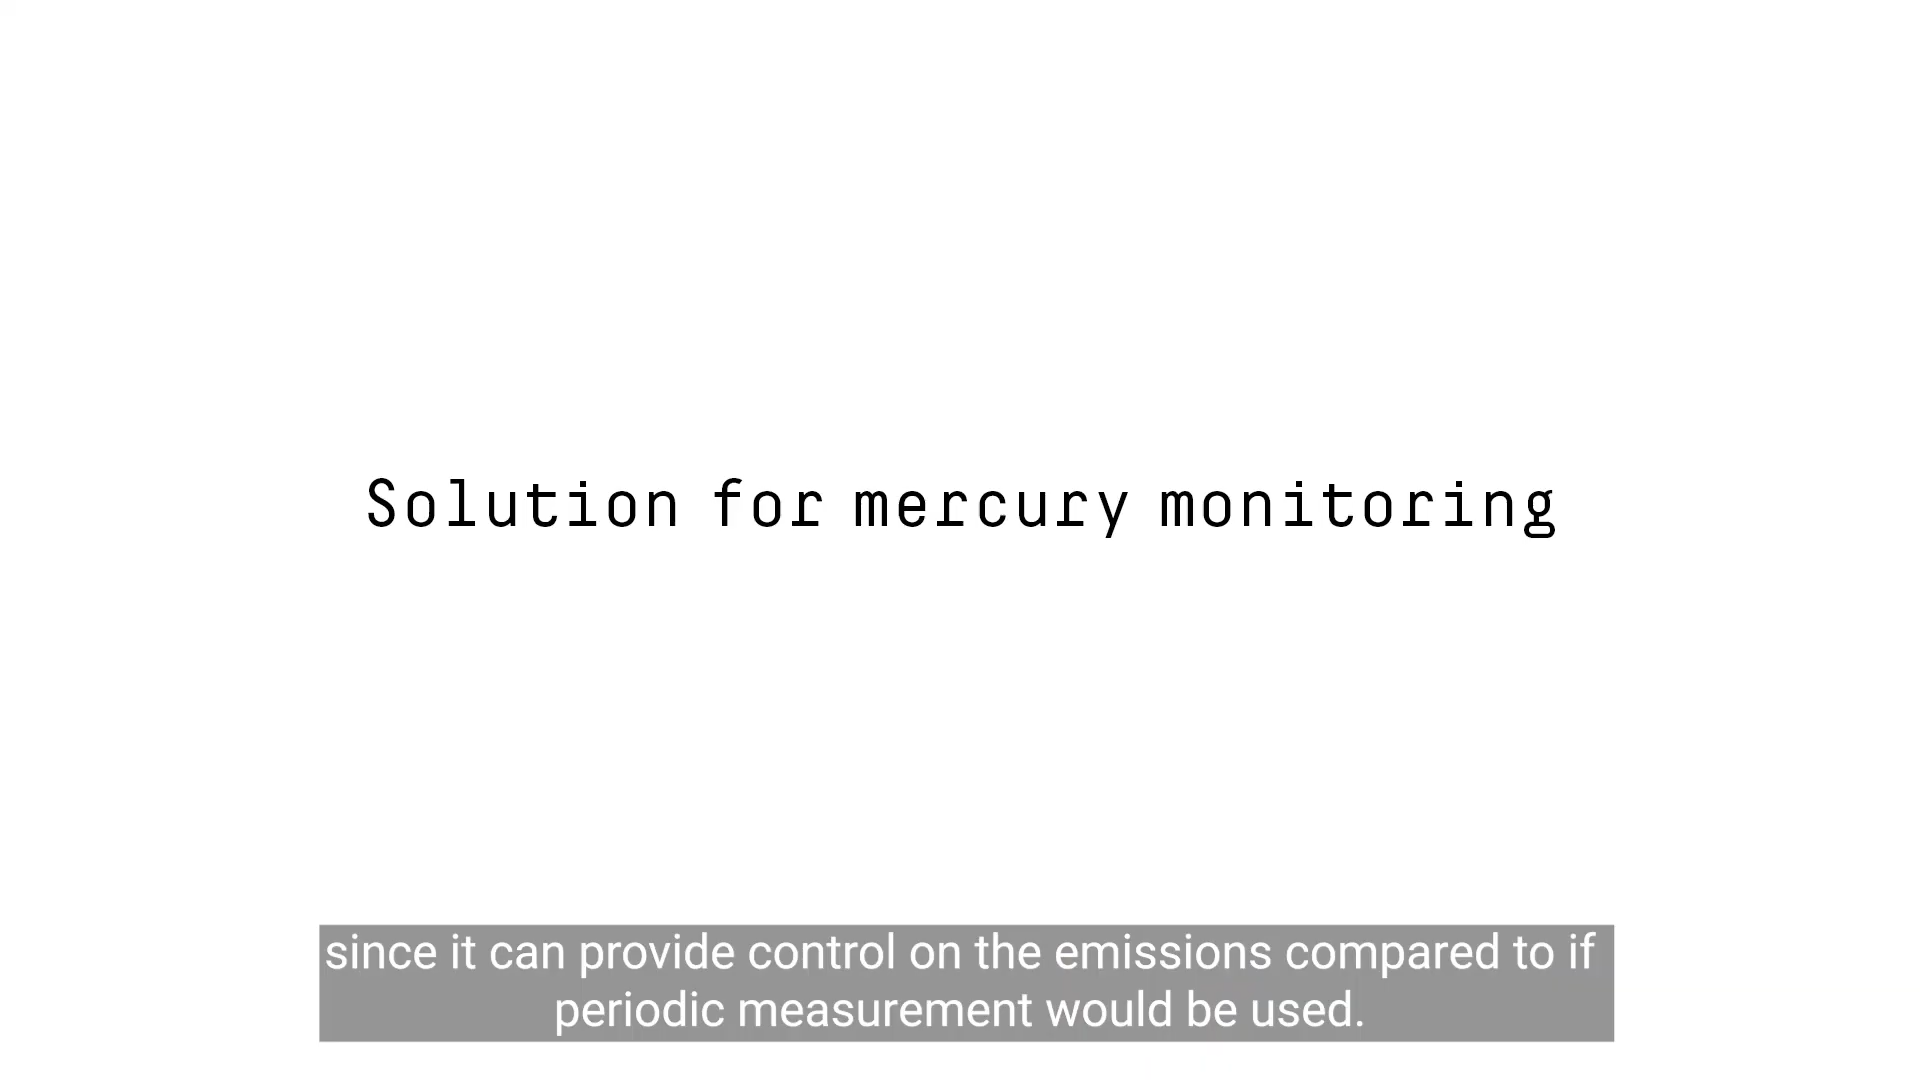 Solution for mercury monitoring
since it can provide control on the emissions compared to if
periodic measurement would be used.